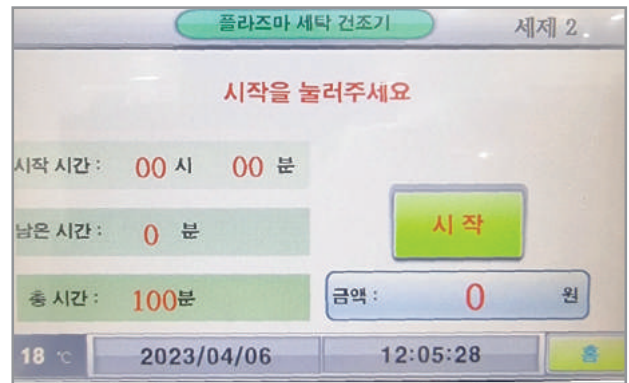 플라즈마 세탁 건조기
세제 2
시작을 눌러주세요
시작 시간 : 00 시 00 분
남은 시간 : 0 분
시 작
총 시간 : 100분
금액 : 0 원
18 ℃ 2023/04/06 12:05:28 홈